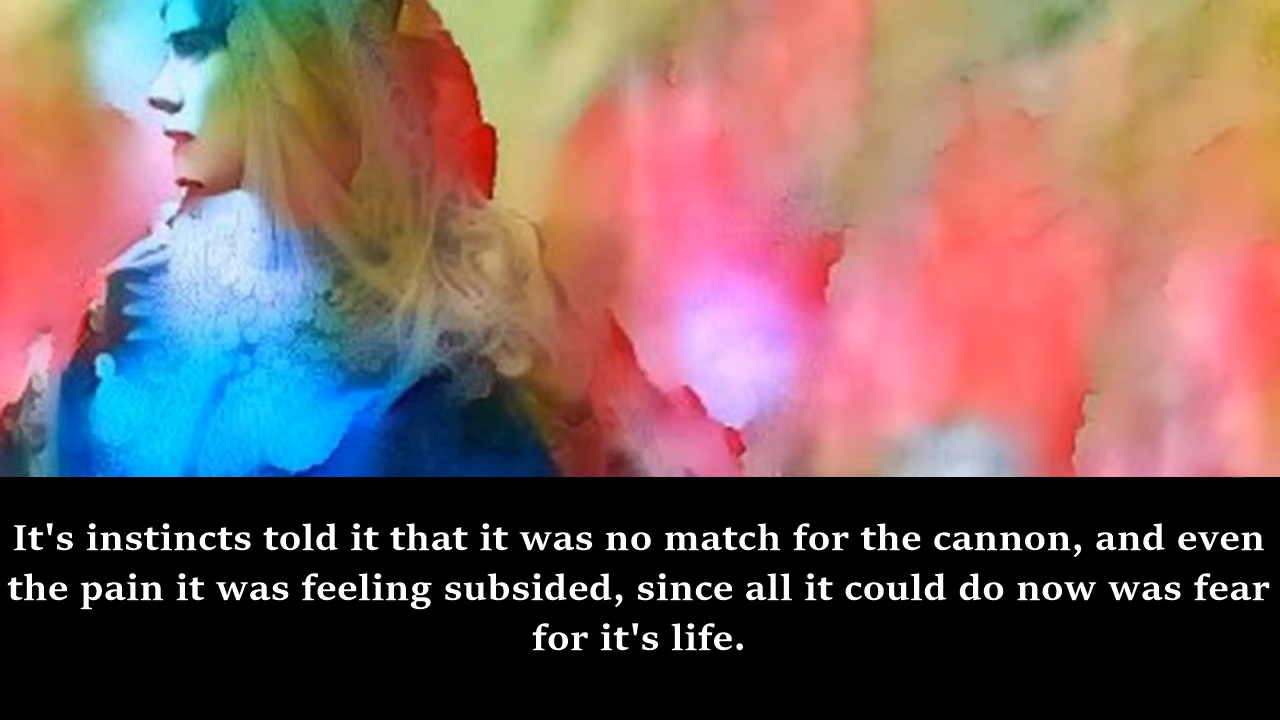 It's instincts told it that it was no match for the cannon, and even
the pain it was feeling subsided, since all it could do now was fear
for it's life.